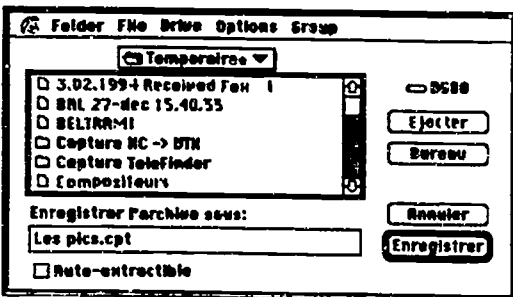 Folder File Drive Options Group
Temporaires
3.02.1994 Received Fax 1
BAL 27-dec 15.40.35
BELTRAMI
Capture NC -> DTX
Capture TeleFinder
Compositeurs
Ejecter
Bureau
Enregistrer l'archive sous:
Les pics.cpt
Auto-extractible
Annuler
Enregistrer